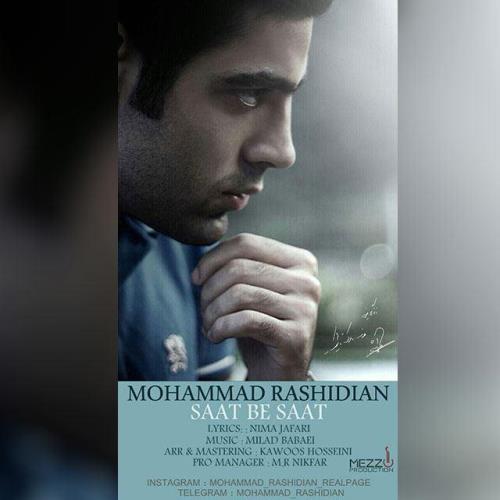 MOHAMMAD RASHIDIAN
SAAT BE SAAT
LYRICS: : NIMA JAFARI
MUSIC : MILAD BABAEI
ARR & MASTERING : KAWOOS HOSSEINI
PRO MANAGER : M,R NIKFAR
MEZZO
PRODUCTION
INSTAGRAM : MOHAMMAD_RASHIDIAN_REALPAGE
TELEGRAM : MOHAMMAD_RASHIDIAN